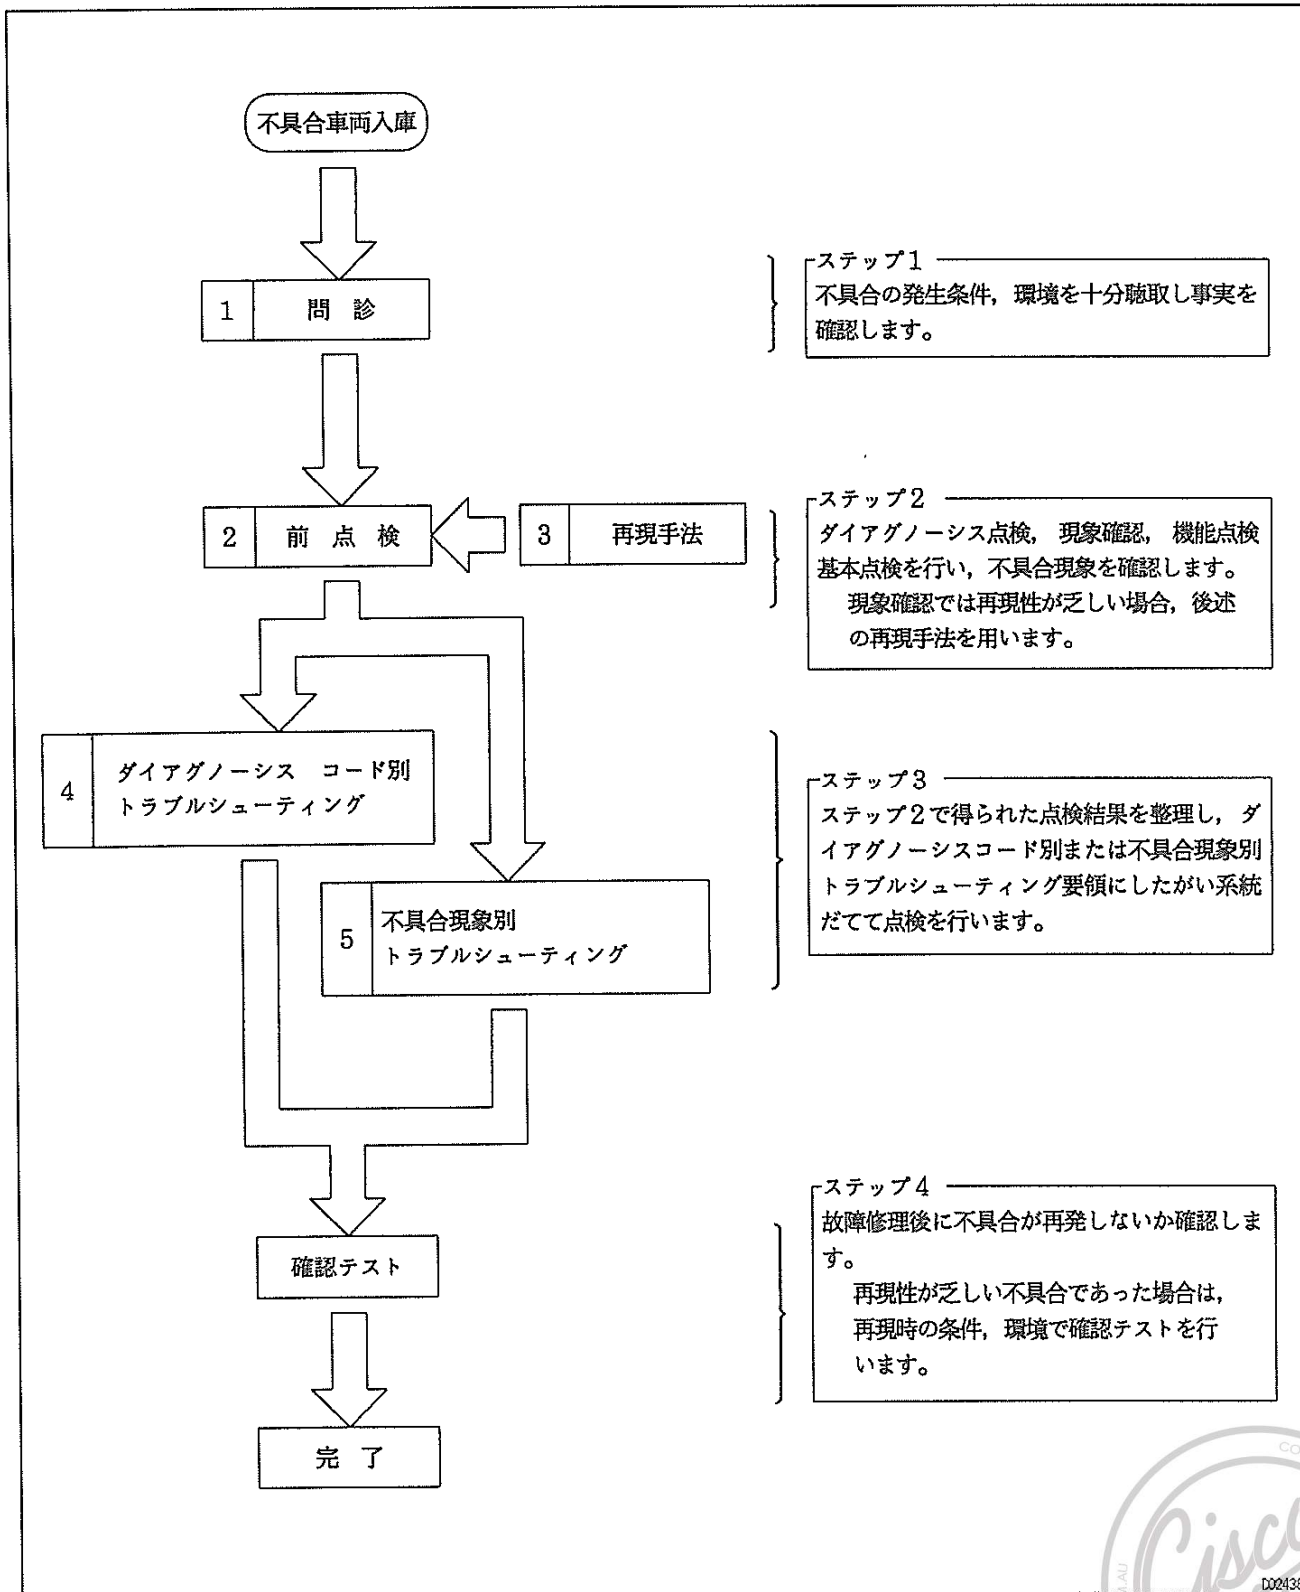 不具合車両入庫
1 問 診
ステップ1
不具合の発生条件，環境を十分聴取し事実を
確認します。
2 前 点 検
3 再現手法
ステップ2
ダイアグノーシス点検， 現象確認， 機能点検
基本点検を行い，不具合現象を確認します。
現象確認では再現性が乏しい場合，後述
の再現手法を用います。
4 ダイアグノーシス コード別
トラブルシューティング
5 不具合現象別
トラブルシューティング
ステップ3
ステップ2で得られた点検結果を整理し，ダ
イアグノーシスコード別または不具合現象別
トラブルシューティング要領にしたがい系統
だてて点検を行います。
確認テスト
ステップ4
故障修理後に不具合が再発しないか確認しま
す。
再現性が乏しい不具合であった場合は，
再現時の条件，環境で確認テストを行
います。
完 了
Cisco
D02439